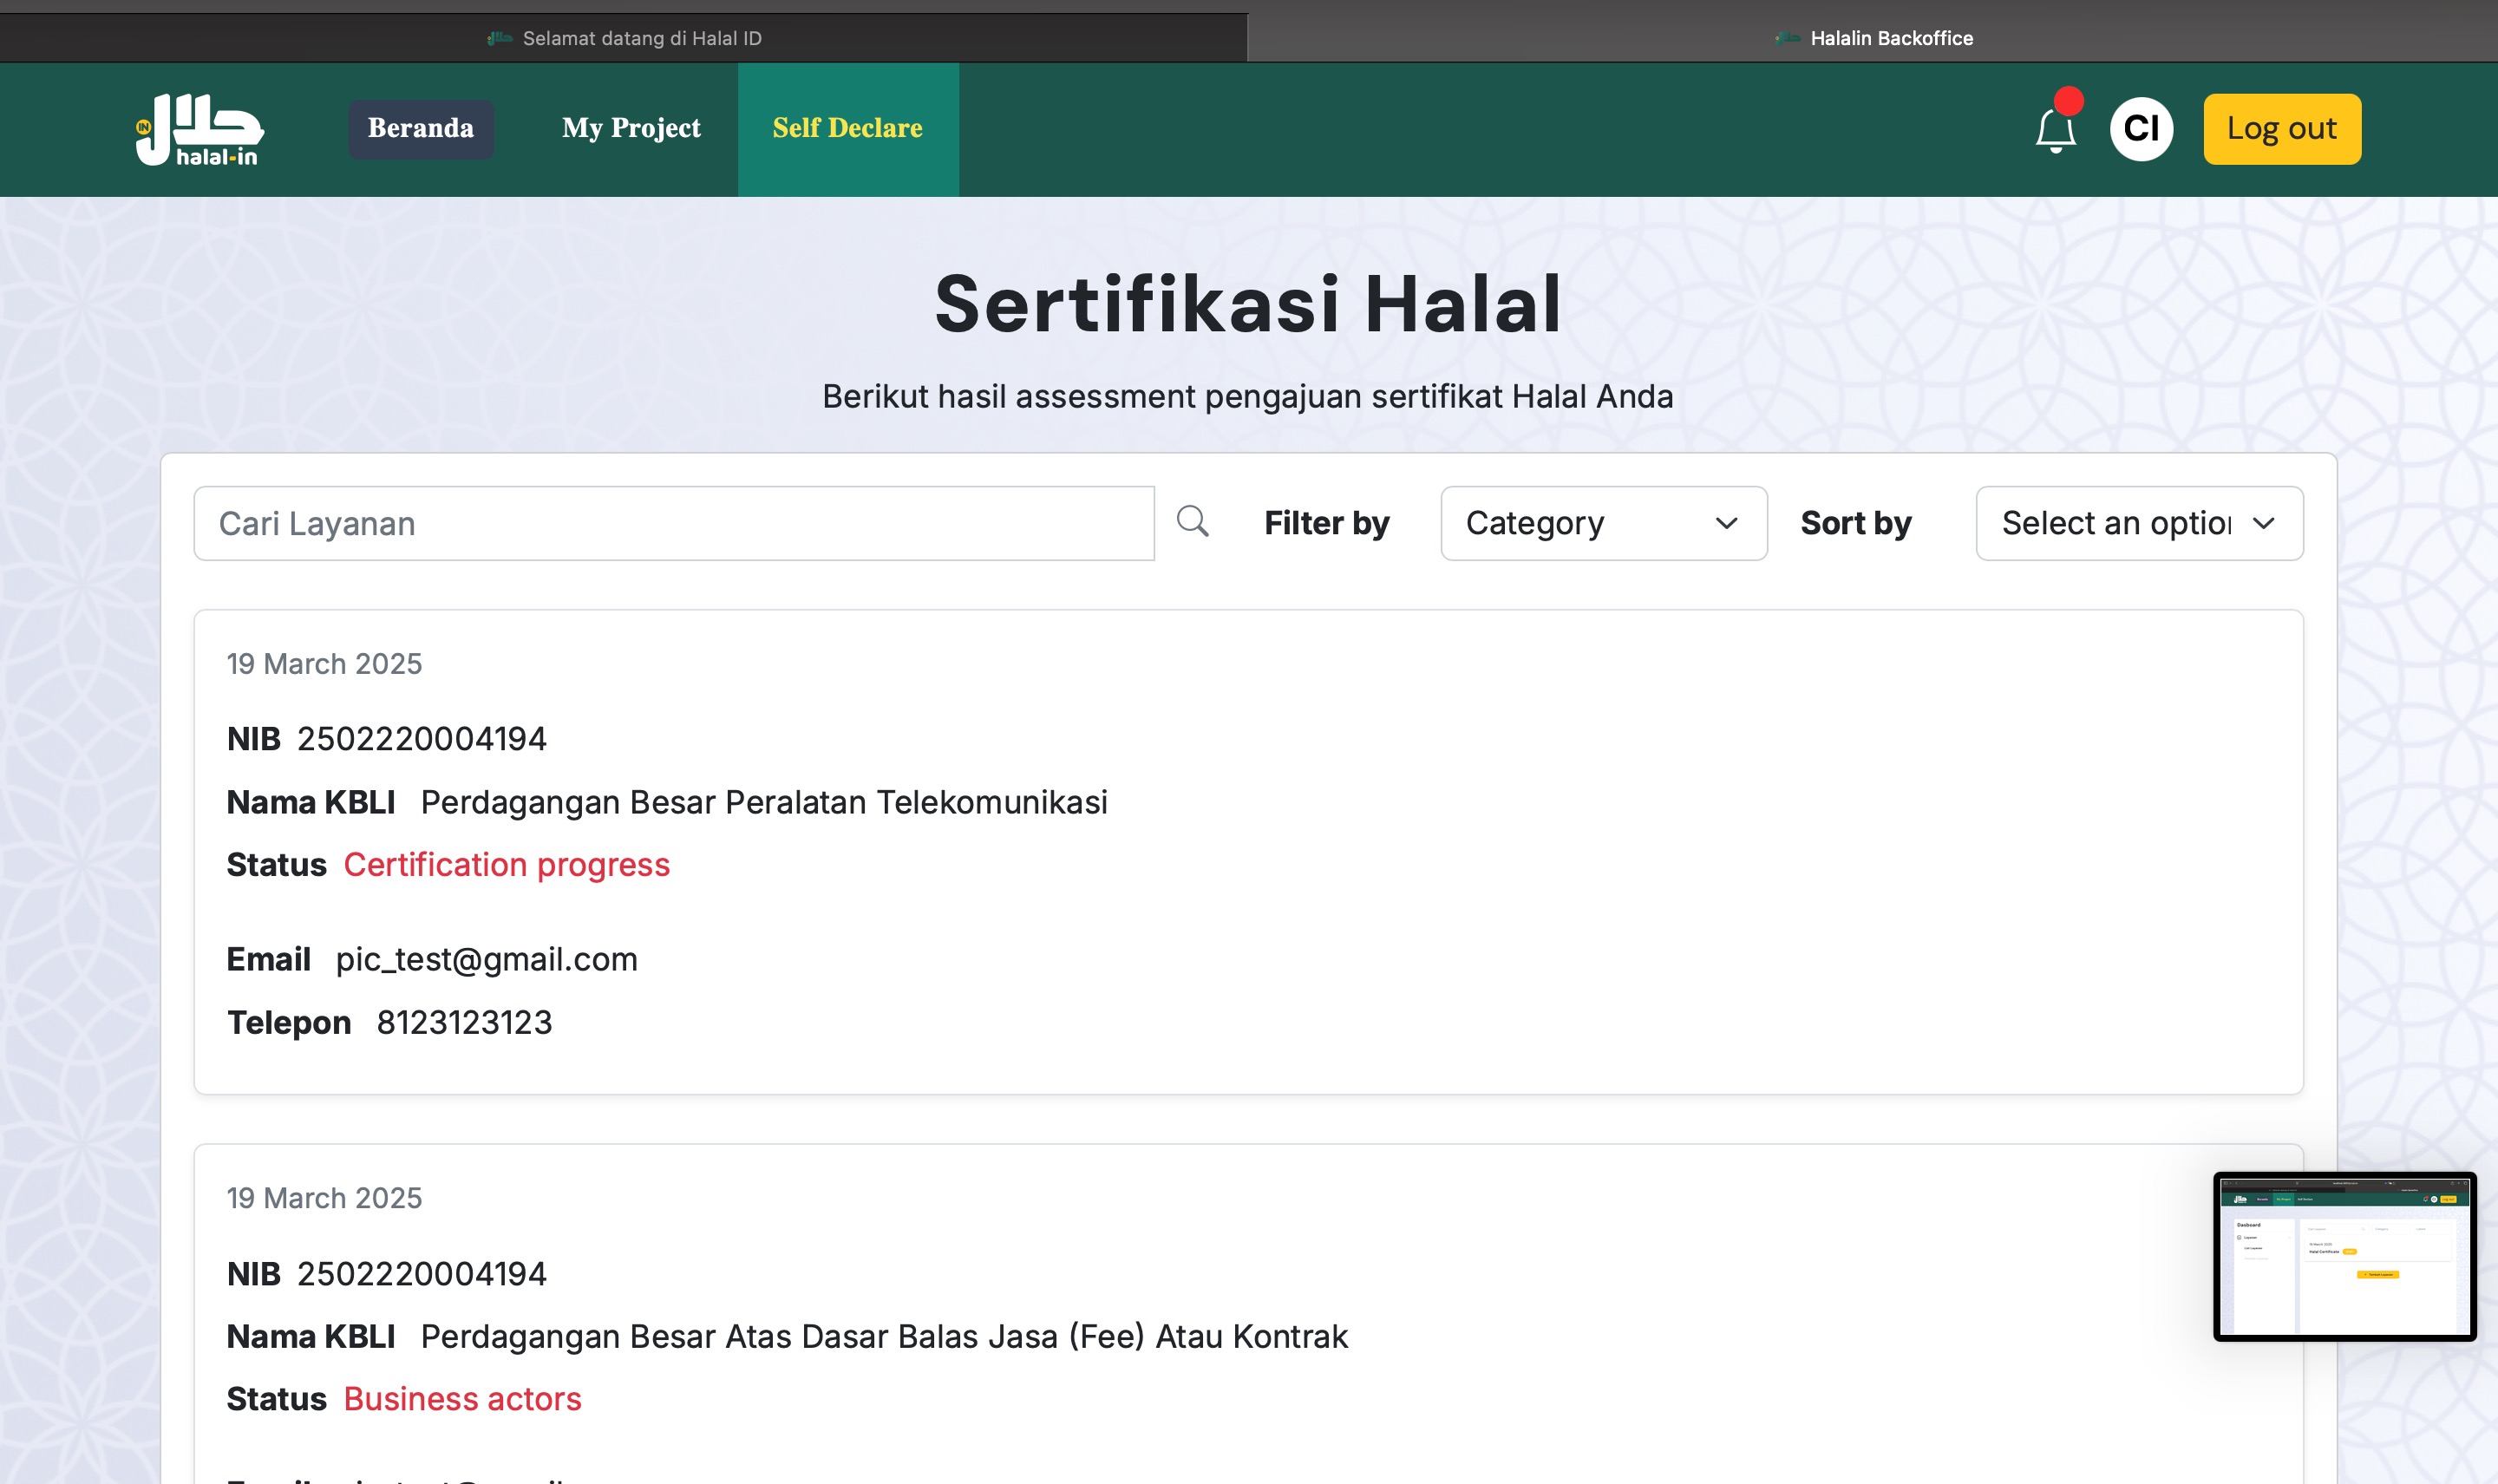 Selamat datang di Halal ID
Halalin Backoffice
حلال
IN
halal-in
Beranda
My Project
Self Declare
CI
Log out
Sertifikasi Halal
Berikut hasil assessment pengajuan sertifikat Halal Anda
Cari Layanan
Filter by
Category
Sort by
Select an option
19 March 2025
NIB 2502220004194
Nama KBLI Perdagangan Besar Peralatan Telekomunikasi
Status Certification progress
Email pic_test@gmail.com
Telepon 8123123123
19 March 2025
NIB 2502220004194
Nama KBLI Perdagangan Besar Atas Dasar Balas Jasa (Fee) Atau Kontrak
Status Business actors